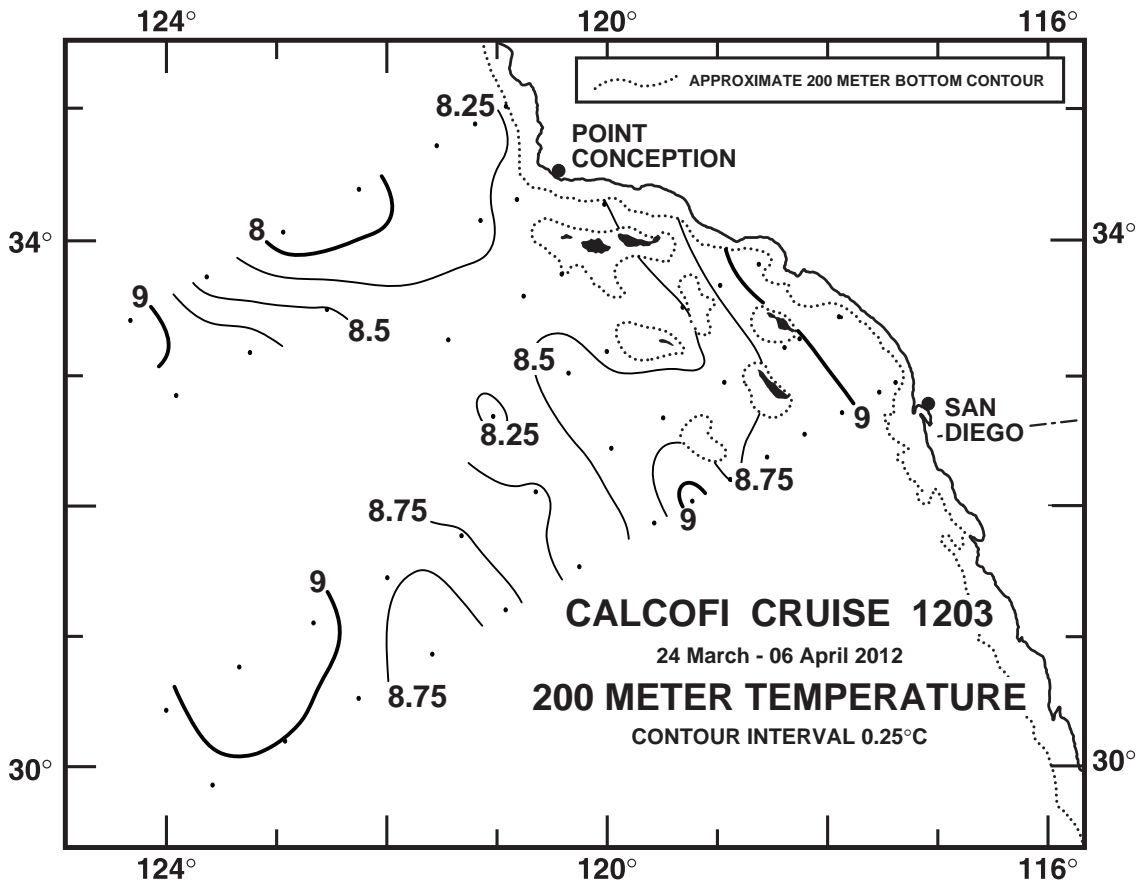 124° 120° 116°
APPROXIMATE 200 METER BOTTOM CONTOUR
8.25
POINT
CONCEPTION
8
34° 34°
9
8.5
8.5
SAN
DIEGO
9
8.25
8.75
8.75
9
9
CALCOFI CRUISE 1203
24 March - 06 April 2012
8.75
200 METER TEMPERATURE
CONTOUR INTERVAL 0.25°C
30° 30°
124° 120° 116°